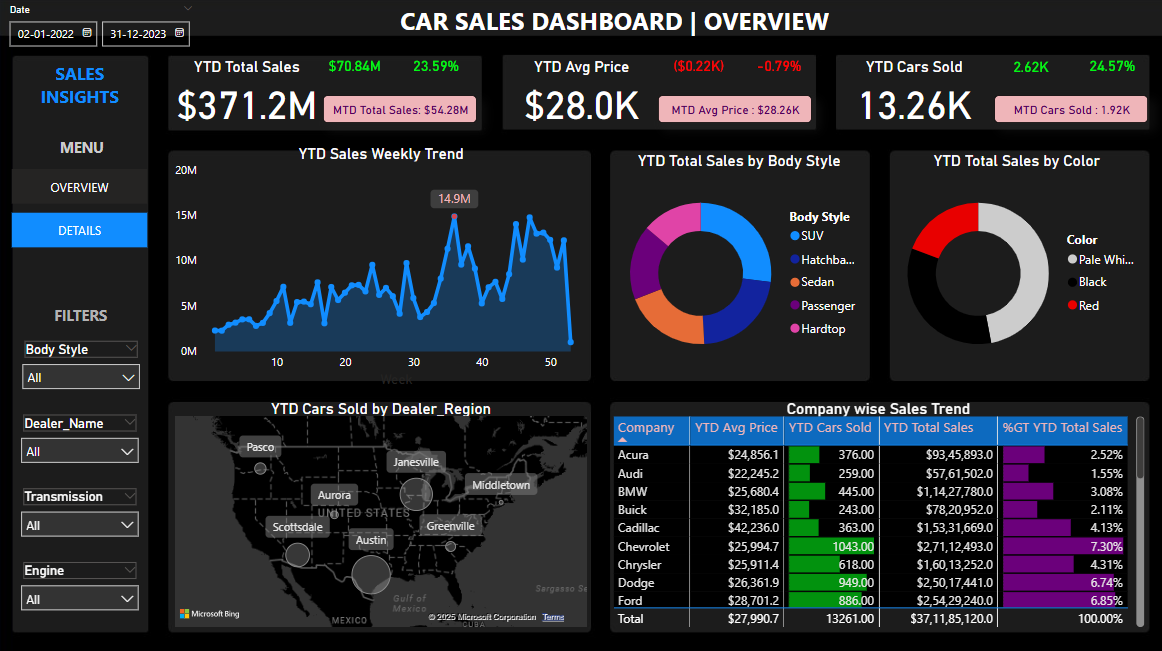 Date
02-01-2022
31-12-2023
CAR SALES DASHBOARD | OVERVIEW
SALES
INSIGHTS
MENU
OVERVIEW
DETAILS
FILTERS
Body Style
All
Dealer_Name
All
Transmission
All
Engine
All
YTD Total Sales $70.84M 23.59%
$371.2M MTD Total Sales: $54.28M
YTD Avg Price ($0.22K) -0.79%
$28.0K MTD Avg Price : $28.26K
YTD Cars Sold 2.62K 24.57%
13.26K MTD Cars Sold : 1.92K
YTD Sales Weekly Trend
20M
15M
10M
5M
0M
14.9M
10 20 30 40 50
Week
YTD Total Sales by Body Style
Body Style
SUV
Hatchba...
Sedan
Passenger
Hardtop
YTD Total Sales by Color
Color
Pale Whi...
Black
Red
YTD Cars Sold by Dealer_Region
Pasco
Janesville
Middletown
Aurora
UNITED STATES
Scottsdale
Greenville
Austin
Sargasso Se
Gulf of
Mexico
MEXICO
CUBA
Microsoft Bing
© 2025 Microsoft Corporation Terms
Company wise Sales Trend
Company YTD Avg Price YTD Cars Sold YTD Total Sales %GT YTD Total Sales
Acura $24,856.1 376.00 $93,45,893.0 2.52%
Audi $22,245.2 259.00 $57,61,502.0 1.55%
BMW $25,680.4 445.00 $1,14,27,780.0 3.08%
Buick $32,185.0 243.00 $78,20,952.0 2.11%
Cadillac $42,236.0 363.00 $1,53,31,669.0 4.13%
Chevrolet $25,994.7 1043.00 $2,71,12,493.0 7.30%
Chrysler $25,911.4 618.00 $1,60,13,252.0 4.31%
Dodge $26,361.9 949.00 $2,50,17,441.0 6.74%
Ford $28,701.2 886.00 $2,54,29,240.0 6.85%
Total $27,990.7 13261.00 $37,11,85,120.0 100.00%